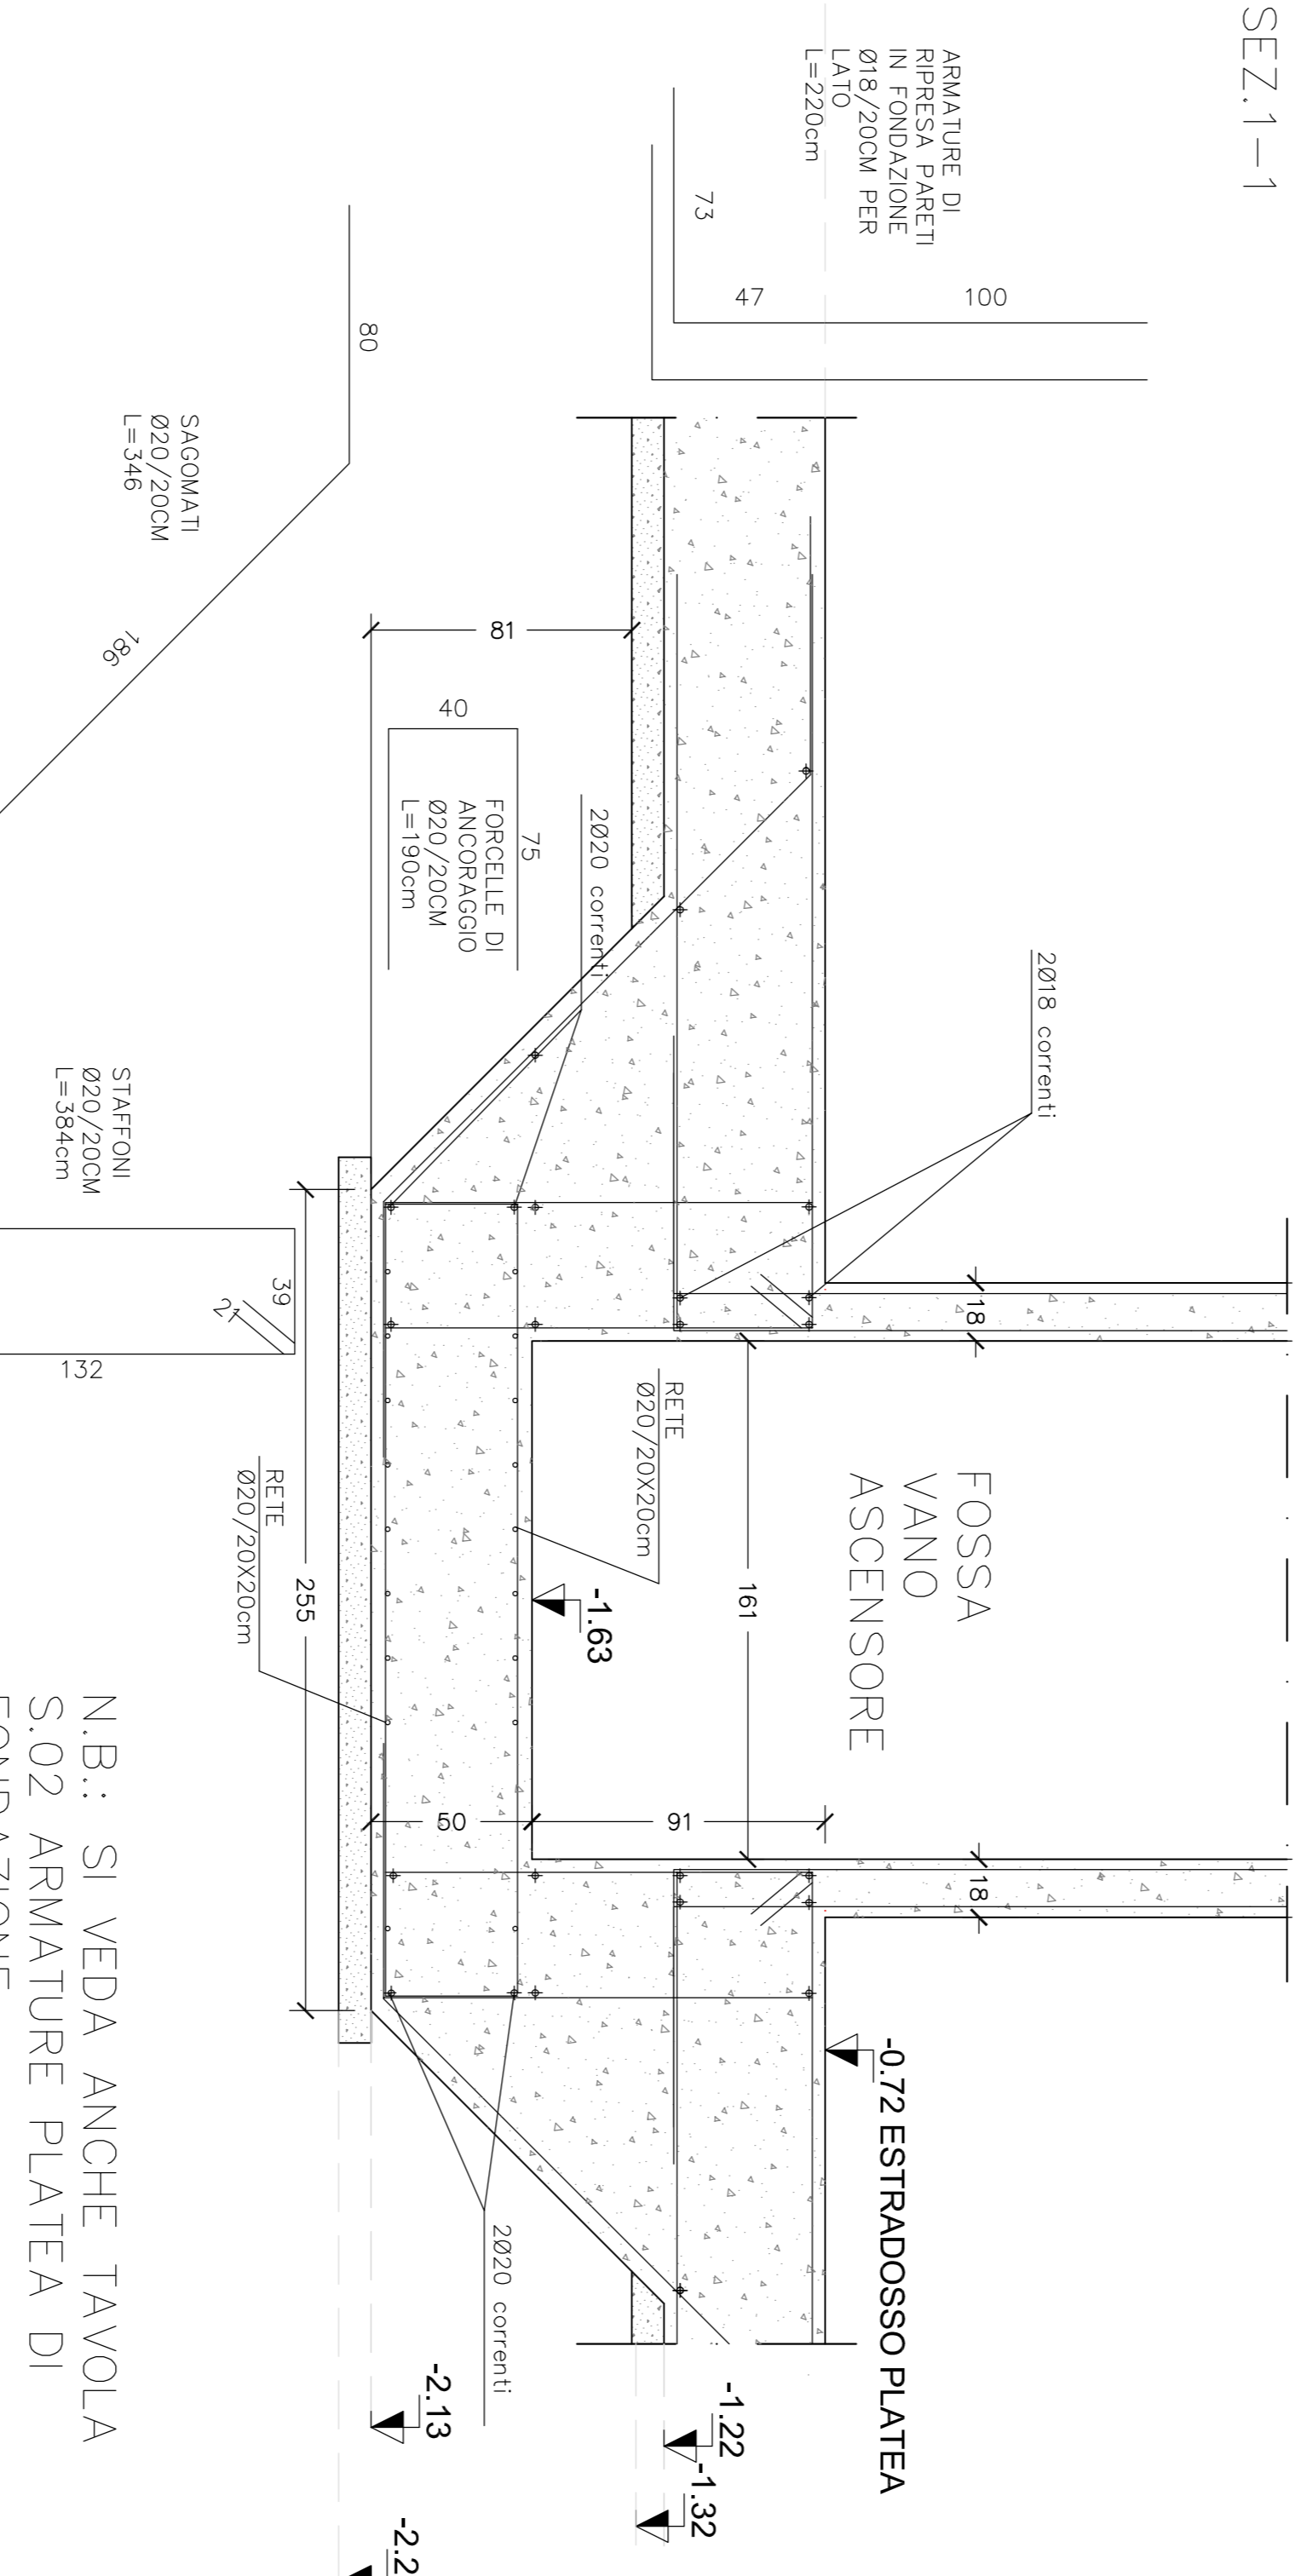 SEZ.1-1
ARMATURE DI
RIPRESA PARETI
IN FONDAZIONE
Ø18/20CM PER
LATO
L=220cm
73
47
100
2Ø18 correnti
18
18
FOSSA
VANO
ASCENSORE
161
91
50
-0.72 ESTRADOSSO PLATEA
-1.22
-1.32
-1.63
RETE
Ø20/20X20cm
81
2Ø20 correnti
75
40
FORCELLE DI
ANCORAGGIO
Ø20/20CM
L=190cm
2Ø20 correnti
-2.13
-2.2
80
186
SAGOMATI
Ø20/20CM
L=346
255
RETE
Ø20/20X20cm
39
21
132
STAFFONI
Ø20/20CM
L=384cm
N.B.: SI VEDA ANCHE TAVOLA
S.02 ARMATURE PLATEA DI
FONDAZIONE